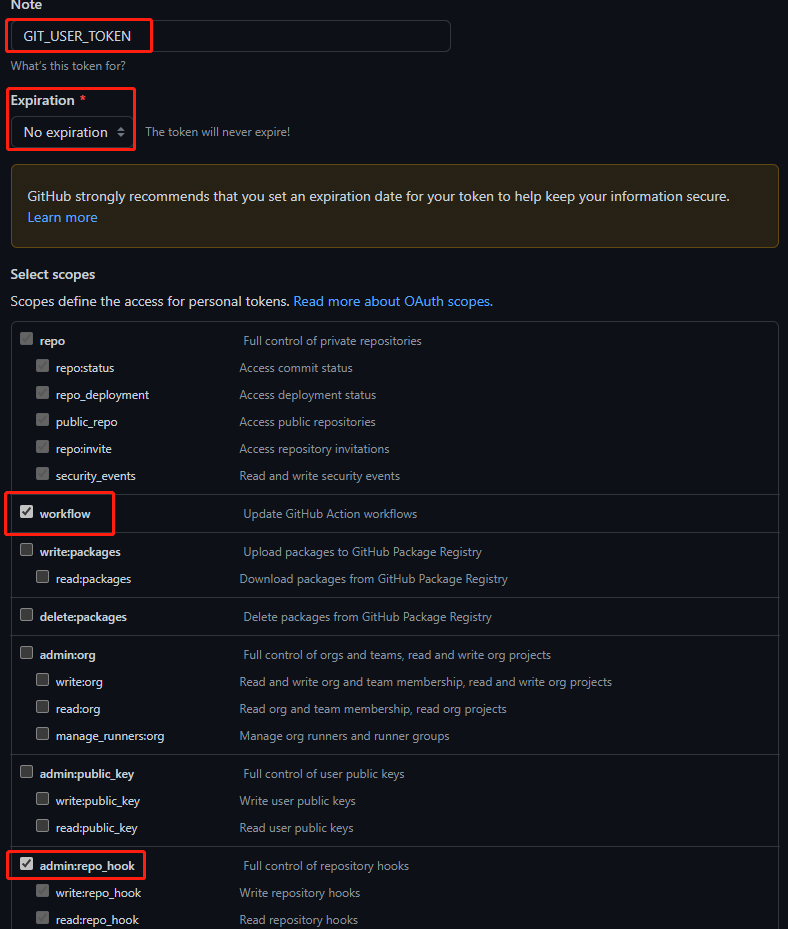 Note
GIT_USER_TOKEN
What's this token for?
Expiration *
No expiration The token will never expire!
GitHub strongly recommends that you set an expiration date for your token to help keep your information secure.
Learn more
Select scopes
Scopes define the access for personal tokens. Read more about OAuth scopes.
repo Full control of private repositories
repo:status Access commit status
repo_deployment Access deployment status
public_repo Access public repositories
repo:invite Access repository invitations
security_events Read and write security events
workflow Update GitHub Action workflows
write:packages Upload packages to GitHub Package Registry
read:packages Download packages from GitHub Package Registry
delete:packages Delete packages from GitHub Package Registry
admin:org Full control of orgs and teams, read and write org projects
write:org Read and write org and team membership, read and write org projects
read:org Read org and team membership, read org projects
manage_runners:org Manage org runners and runner groups
admin:public_key Full control of user public keys
write:public_key Write user public keys
read:public_key Read user public keys
admin:repo_hook Full control of repository hooks
write:repo_hook Write repository hooks
read:repo_hook Read repository hooks